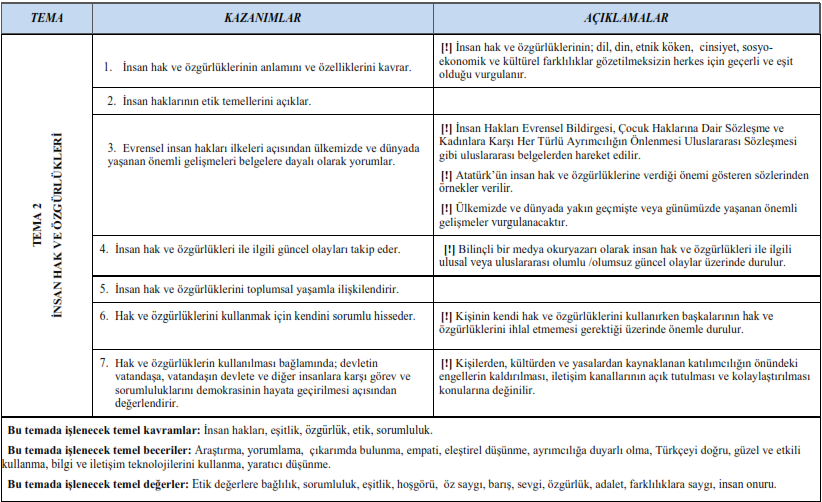 TEMA
KAZANIMLAR
AÇIKLAMALAR
TEMA 2
İNSAN HAK VE ÖZGÜRLÜKLERİ
1. İnsan hak ve özgürlüklerinin anlamını ve özelliklerini kavrar.
[!] İnsan hak ve özgürlüklerinin; dil, din, etnik köken, cinsiyet, sosyo-
ekonomik ve kültürel farklılıklar gözetilmeksizin herkes için geçerli ve eşit
olduğu vurgulanır.
2. İnsan haklarının etik temellerini açıklar.
3. Evrensel insan hakları ilkeleri açısından ülkemizde ve dünyada
yaşanan önemli gelişmeleri belgelere dayalı olarak yorumlar.
[!] İnsan Hakları Evrensel Bildirgesi, Çocuk Haklarına Dair Sözleşme ve
Kadınlara Karşı Her Türlü Ayrımcılığın Önlenmesi Uluslararası Sözleşmesi
gibi uluslararası belgelerden hareket edilir.
[!] Atatürk'ün insan hak ve özgürlüklerine verdiği önemi gösteren sözlerinden
örnekler verilir.
[!] Ülkemizde ve dünyada yakın geçmişte veya günümüzde yaşanan önemli
gelişmeler vurgulanacaktır.
4. İnsan hak ve özgürlükleri ile ilgili güncel olayları takip eder.
[!] Bilinçli bir medya okuryazarı olarak insan hak ve özgürlükleri ile ilgili
ulusal veya uluslararası olumlu /olumsuz güncel olaylar üzerinde durulur.
5. İnsan hak ve özgürlüklerini toplumsal yaşamla ilişkilendirir.
6. Hak ve özgürlüklerini kullanmak için kendini sorumlu hisseder.
[!] Kişinin kendi hak ve özgürlüklerini kullanırken başkalarının hak ve
özgürlüklerini ihlal etmemesi gerektiği üzerinde önemle durulur.
7. Hak ve özgürlüklerin kullanılması bağlamında; devletin
vatandaşa, vatandaşın devlete ve diğer insanlara karşı görev ve
sorumluluklarını demokrasinin hayata geçirilmesi açısından
değerlendirir.
[!] Kişilerden, kültürden ve yasalardan kaynaklanan katılımcılığın önündeki
engellerin kaldırılması, iletişim kanallarının açık tutulması ve kolaylaştırılması
konularına değinilir.
Bu temada işlenecek temel kavramlar: İnsan hakları, eşitlik, özgürlük, etik, sorumluluk.
Bu temada işlenecek temel beceriler: Araştırma, yorumlama, çıkarımda bulunma, empati, eleştirel düşünme, ayrımcılığa duyarlı olma, Türkçeyi doğru, güzel ve etkili
kullanma, bilgi ve iletişim teknolojilerini kullanma, yaratıcı düşünme.
Bu temada işlenecek temel değerler: Etik değerlere bağlılık, sorumluluk, eşitlik, hoşgörü, öz saygı, barış, sevgi, özgürlük, adalet, farklılıklara saygı, insan onuru.